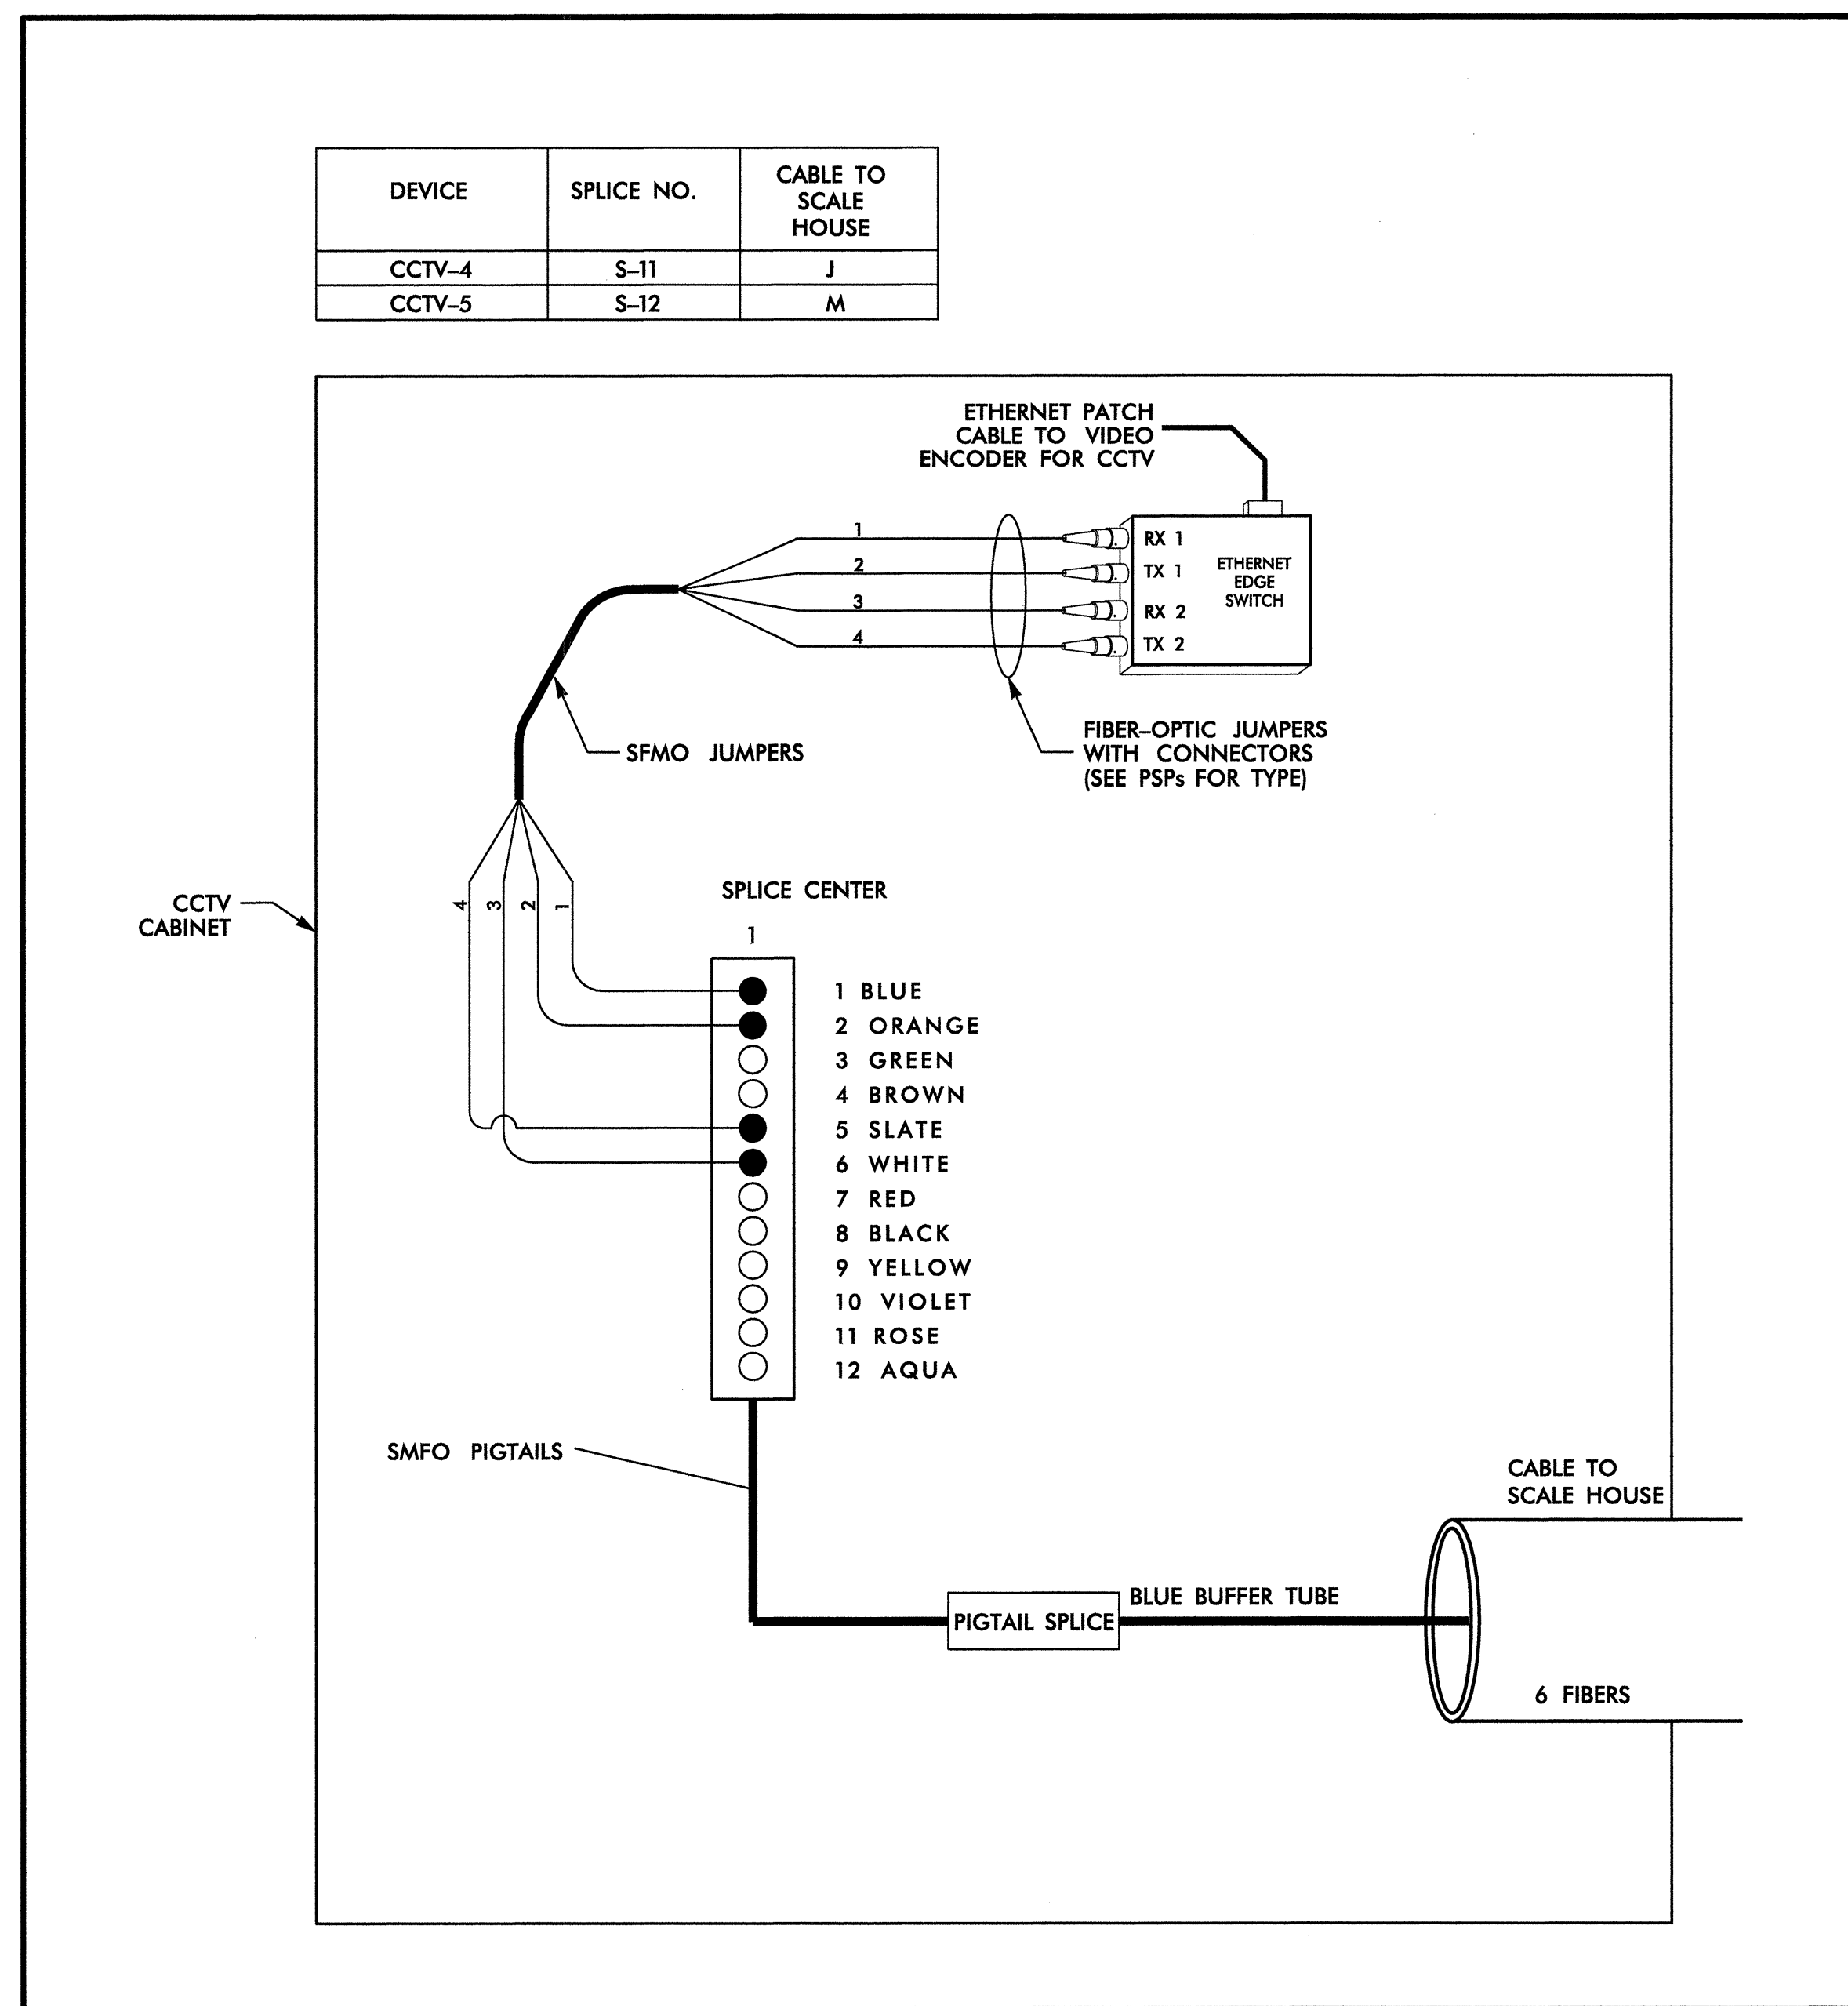 DEVICE
SPLICE NO.
CABLE TO
SCALE
HOUSE
CCTV–4
S–11
J
CCTV–5
S–12
M
ETHERNET PATCH
CABLE TO VIDEO
ENCODER FOR CCTV
1
2
3
4
RX 1
TX 1
RX 2
TX 2
ETHERNET
EDGE
SWITCH
SFMO JUMPERS
FIBER–OPTIC JUMPERS
WITH CONNECTORS
(SEE PSPs FOR TYPE)
CCTV
CABINET
4
3
2
1
SPLICE CENTER
1
1 BLUE
2 ORANGE
3 GREEN
4 BROWN
5 SLATE
6 WHITE
7 RED
8 BLACK
9 YELLOW
10 VIOLET
11 ROSE
12 AQUA
SMFO PIGTAILS
CABLE TO
SCALE HOUSE
PIGTAIL SPLICE
BLUE BUFFER TUBE
6 FIBERS